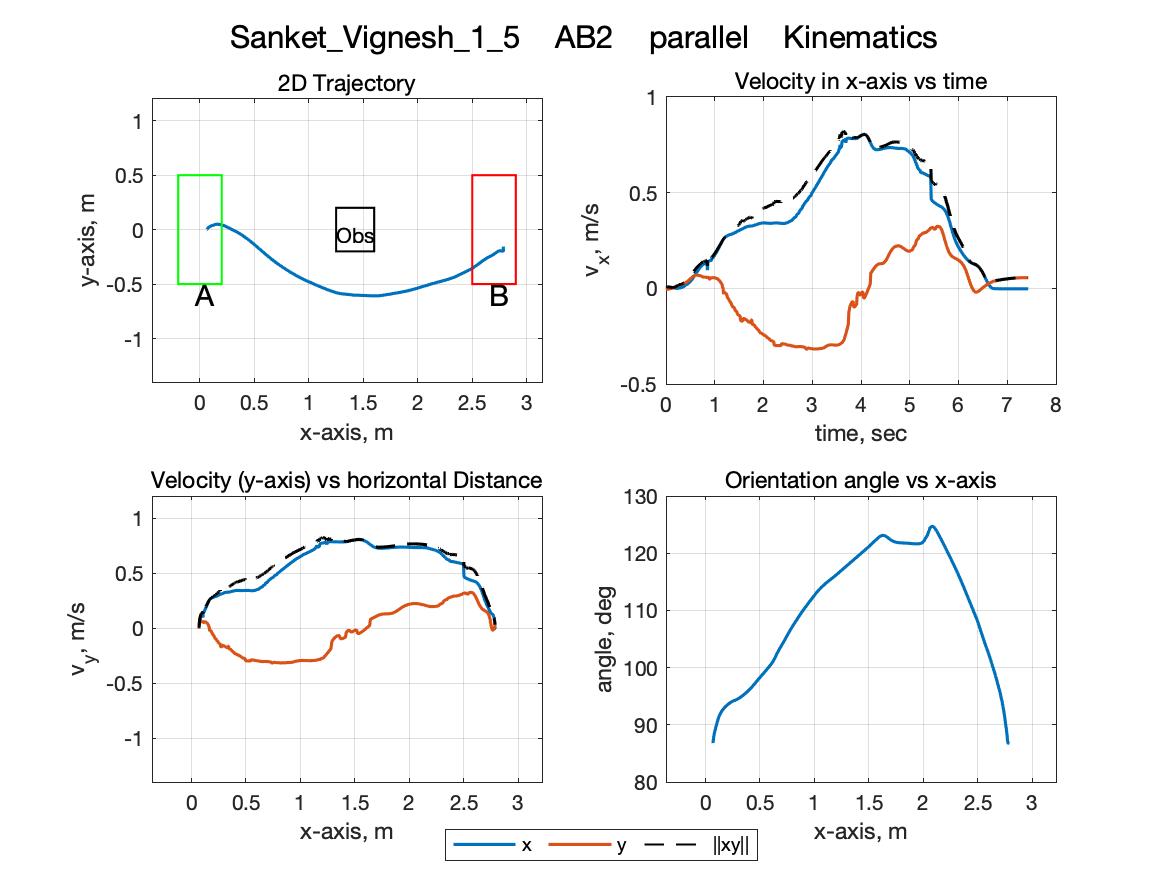 Sanket_Vignesh_1_5 AB2 parallel Kinematics
2D Trajectory
1
0.5
0
-0.5
-1
y-axis, m
Obs
A
B
0 0.5 1 1.5 2 2.5 3
x-axis, m
Velocity in x-axis vs time
1
0.5
0
-0.5
v_x, m/s
0 1 2 3 4 5 6 7 8
time, sec
Velocity (y-axis) vs horizontal Distance
1
0.5
0
-0.5
-1
v_y, m/s
0 0.5 1 1.5 2 2.5 3
x-axis, m
Orientation angle vs x-axis
130
120
110
100
90
80
angle, deg
0 0.5 1 1.5 2 2.5 3
x-axis, m
x y ||xy||